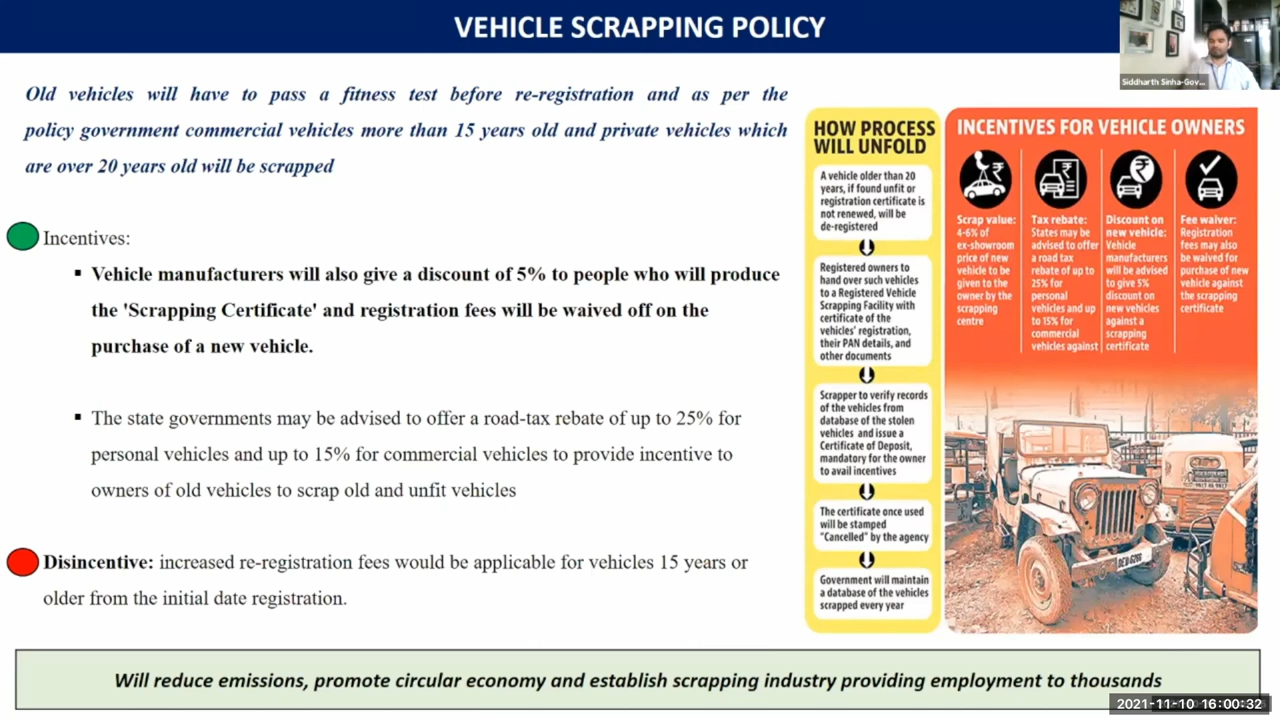 VEHICLE SCRAPPING POLICY
Siddharth Sinha-Gov...
Old vehicles will have to pass a fitness test before re-registration and as per the
policy government commercial vehicles more than 15 years old and private vehicles which
are over 20 years old will be scrapped
Incentives:
▪ Vehicle manufacturers will also give a discount of 5% to people who will produce
the 'Scrapping Certificate' and registration fees will be waived off on the
purchase of a new vehicle.
▪ The state governments may be advised to offer a road-tax rebate of up to 25% for
personal vehicles and up to 15% for commercial vehicles to provide incentive to
owners of old vehicles to scrap old and unfit vehicles
Disincentive: increased re-registration fees would be applicable for vehicles 15 years or
older from the initial date registration.
HOW PROCESS
WILL UNFOLD
A vehicle older than 20
years, if found unfit or
registration certificate is
not renewed, will be
de-registered
Registered owners to
hand over such vehicles
to a Registered Vehicle
Scrapping Facility with
certificate of the
vehicles' registration,
their PAN details, and
other documents
Scrapper to verify records
of the vehicles from
database of the stolen
vehicles and issue a
Certificate of Deposit,
mandatory for the owner
to avail incentives
The certificate once used
will be stamped
"Cancelled" by the agency
Government will maintain
a database of the vehicles
scrapped every year
INCENTIVES FOR VEHICLE OWNERS
Scrap value:
4-6% of
ex-showroom
price of new
vehicle to be
given to the
owner by the
scrapping
centre
Tax rebate:
States may be
advised to offer
a road tax
rebate of up to
25% for
personal
vehicles and up
to 15% for
commercial
vehicles against
Discount on
new vehicle:
Vehicle
manufacturers
will be advised
to give 5%
discount on
new vehicles
against a
scrapping
certificate
Fee waiver:
Registration
fees may also
be waived for
purchase of new
vehicle against
the scrapping
certificate
Will reduce emissions, promote circular economy and establish scrapping industry providing employment to thousands
2021-11-10 16:00:32